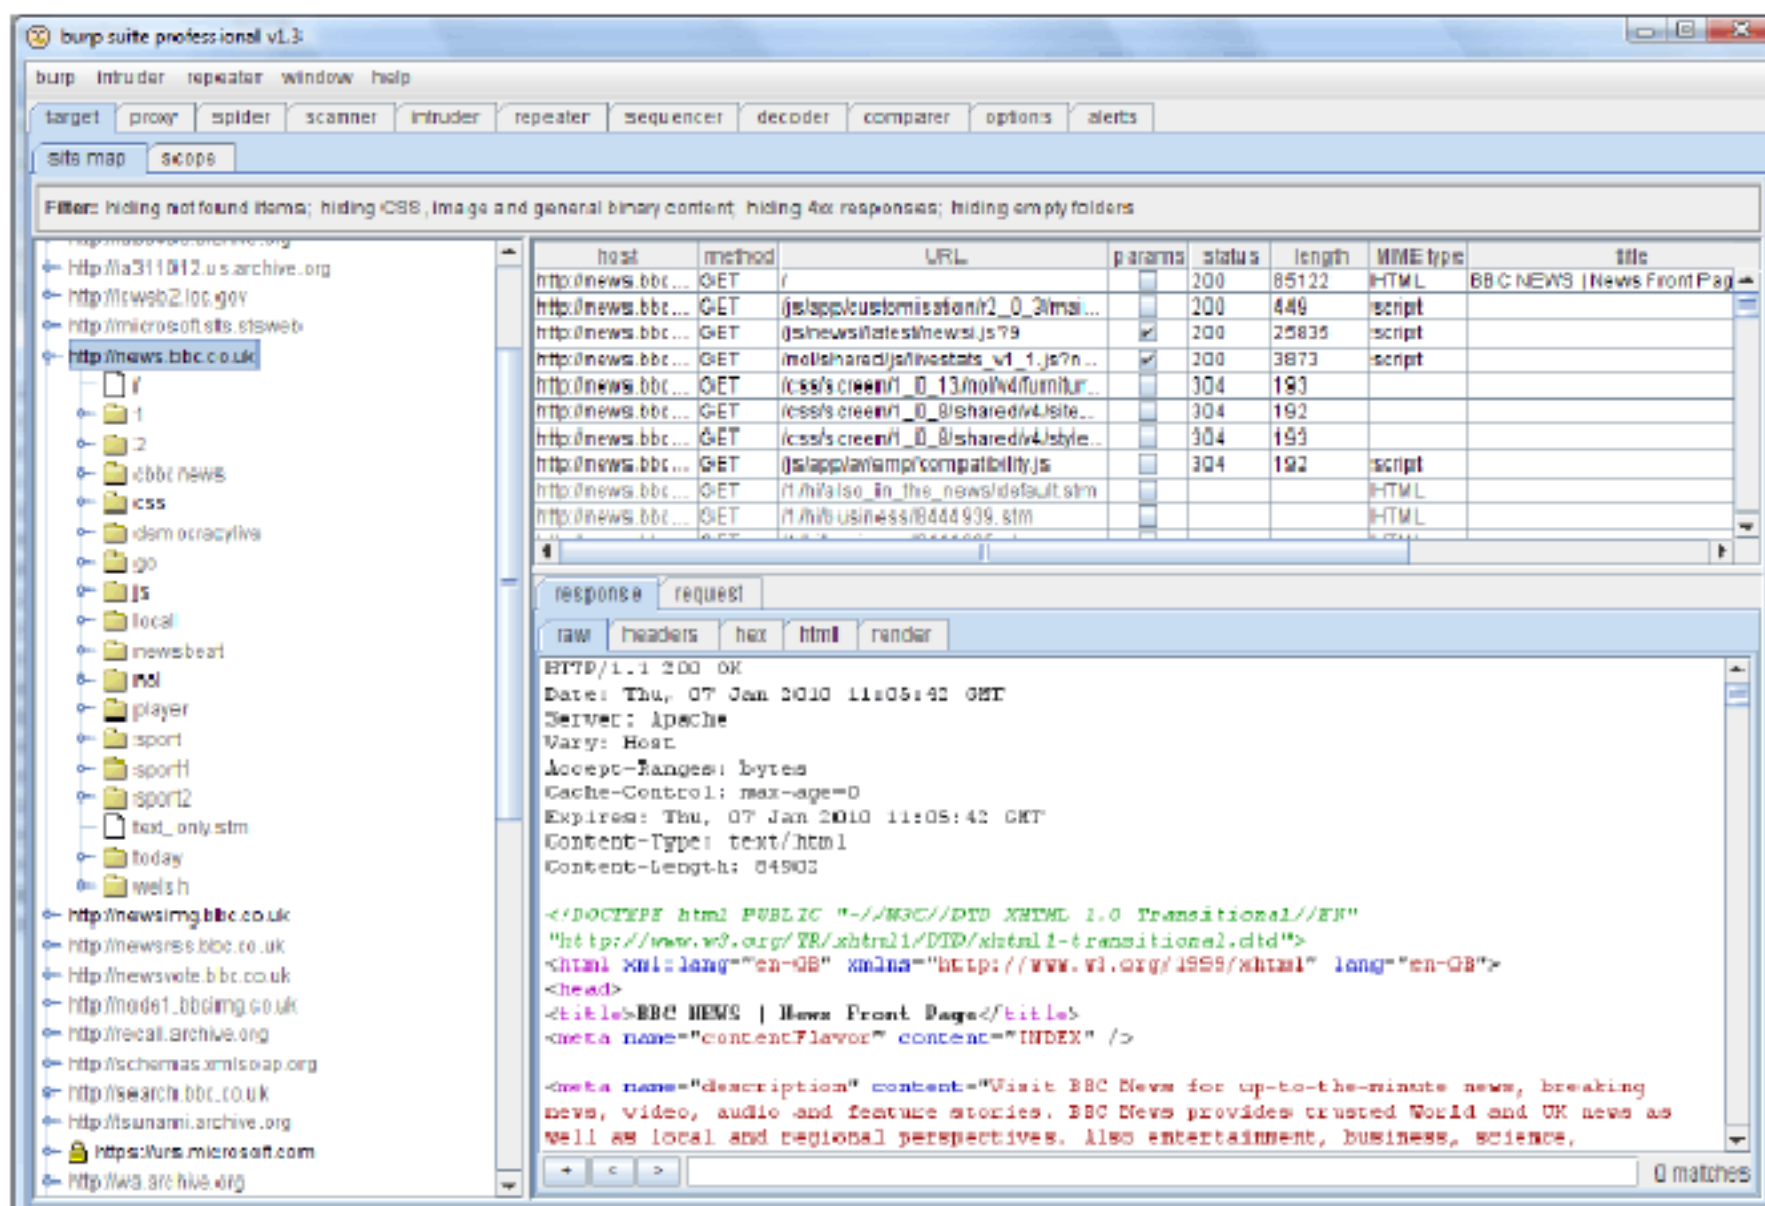 burp suite professional v1.3
burp intruder repeater window help
target proxy spider scanner intruder repeater sequencer decoder comparer options alerts
site map scope
Filter: hiding not found items; hiding CSS, image and general binary content; hiding 4xx responses; hiding empty folders
http://ia311012.us.archive.org
http://lcweb2.loc.gov
http://microsoft.sts.stsweb
http://news.bbc.co.uk
/
1
2
cbbcnews
css
democracylive
go
js
local
newsbeat
nol
player
sport
sport1
sport2
text_only.stm
today
welsh
http://newsimg.bbc.co.uk
http://newsrss.bbc.co.uk
http://newsvote.bbc.co.uk
http://node1.bbcimg.co.uk
http://recall.archive.org
http://schemas.xmlsoap.org
http://search.bbc.co.uk
http://tsunami.archive.org
https://urs.microsoft.com
http://wa.archive.org
host method URL params status length MIME type title
http://news.bbc... GET / 200 85122 HTML BBC NEWS | News Front Pag
http://news.bbc... GET /js/app/customisation/r2_0_3/mai... 200 449 script
http://news.bbc... GET /js/newsi/latest/newsi.js?9 200 25835 script
http://news.bbc... GET /nol/shared/js/livestats_v1_1.js?n... 200 3873 script
http://news.bbc... GET /css/screen/1_0_13/nol/v4/furnitur... 304 193
http://news.bbc... GET /css/screen/1_0_8/shared/v4/site... 304 192
http://news.bbc... GET /css/screen/1_0_8/shared/v4/style... 304 193
http://news.bbc... GET /js/app/av/emp/compatibility.js 304 192 script
http://news.bbc... GET /1/hi/also_in_the_news/default.stm HTML
http://news.bbc... GET /1/hi/business/8444939.stm HTML
response request
raw headers hex html render
HTTP/1.1 200 OK
Date: Thu, 07 Jan 2010 11:05:42 GMT
Server: Apache
Vary: Host
Accept-Ranges: bytes
Cache-Control: max-age=0
Expires: Thu, 07 Jan 2010 11:05:42 GMT
Content-Type: text/html
Content-Length: 84902
<!DOCTYPE html PUBLIC "-//W3C//DTD XHTML 1.0 Transitional//EN"
"http://www.w3.org/TR/xhtml1/DTD/xhtml1-transitional.dtd">
<html xml:lang="en-GB" xmlns="http://www.w3.org/1999/xhtml" lang="en-GB">
<head>
<title>BBC NEWS | News Front Page</title>
<meta name="contentFlavor" content="INDEX" />
<meta name="description" content="Visit BBC News for up-to-the-minute news, breaking
news, video, audio and feature stories. BBC News provides trusted World and UK news as
well as local and regional perspectives. Also entertainment, business, science,
+ < > 0 matches